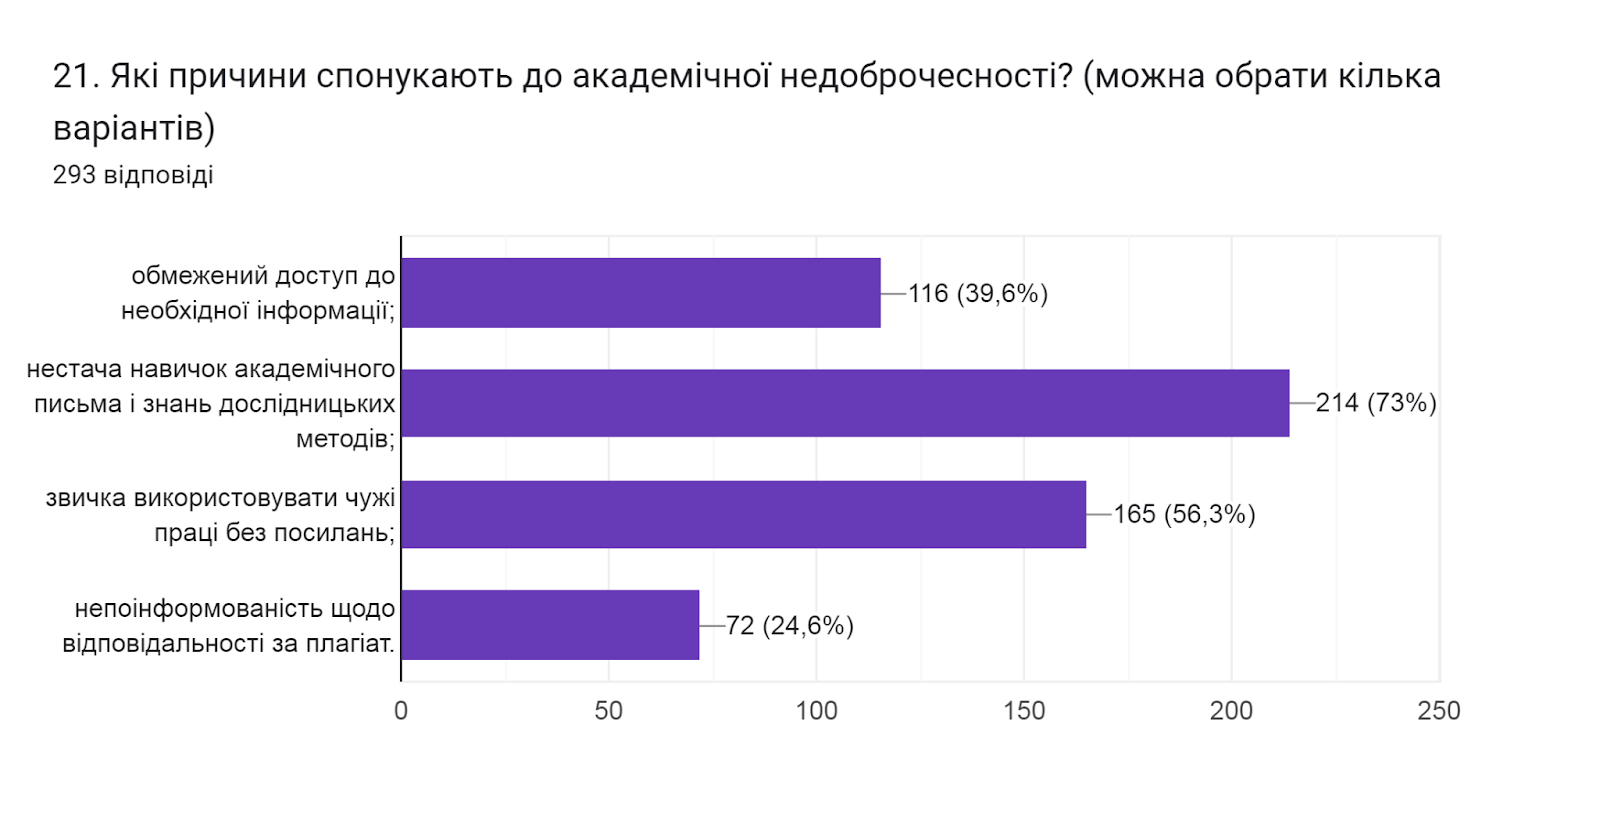 21. Які причини спонукають до академічної недоброчесності? (можна обрати кілька
варіантів)
293 відповіді
обмежений доступ до
необхідної інформації;
116 (39,6%)
нестача навичок академічного
письма і знань дослідницьких
методів;
214 (73%)
звичка використовувати чужі
праці без посилань;
165 (56,3%)
непоінформованість щодо
відповідальності за плагіат.
72 (24,6%)
0 50 100 150 200 250